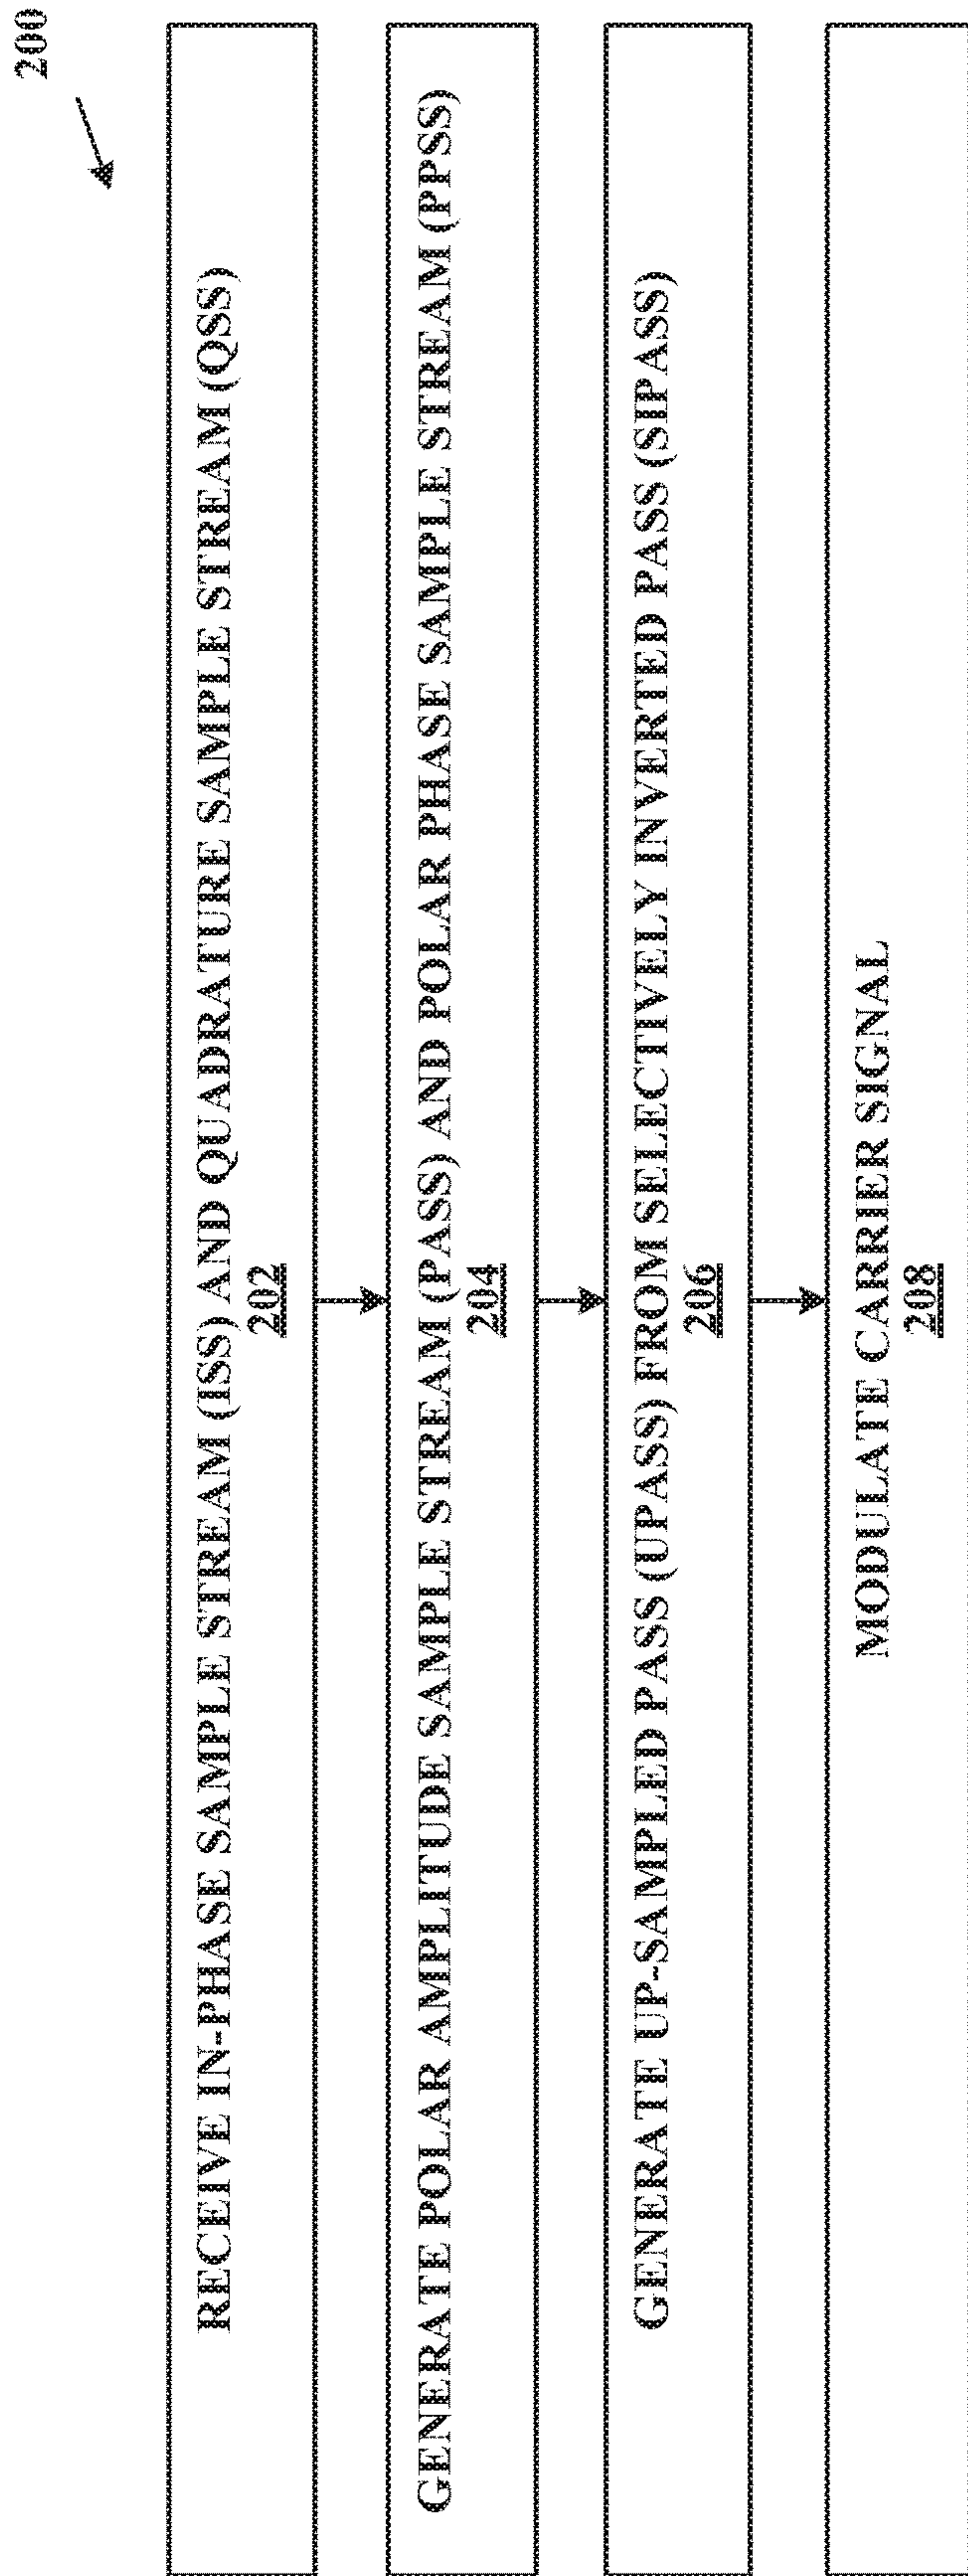 200
RECEIVE IN-PHASE SAMPLE STREAM (ISS) AND QUADRATURE SAMPLE STREAM (QSS)
202
GENERATE POLAR AMPLITUDE SAMPLE STREAM (PASS) AND POLAR PHASE SAMPLE STREAM (PPSS)
204
GENERATE UP-SAMPLED PASS (UPASS) FROM SELECTIVELY INVERTED PASS (SIPASS)
206
MODULATE CARRIER SIGNAL
208